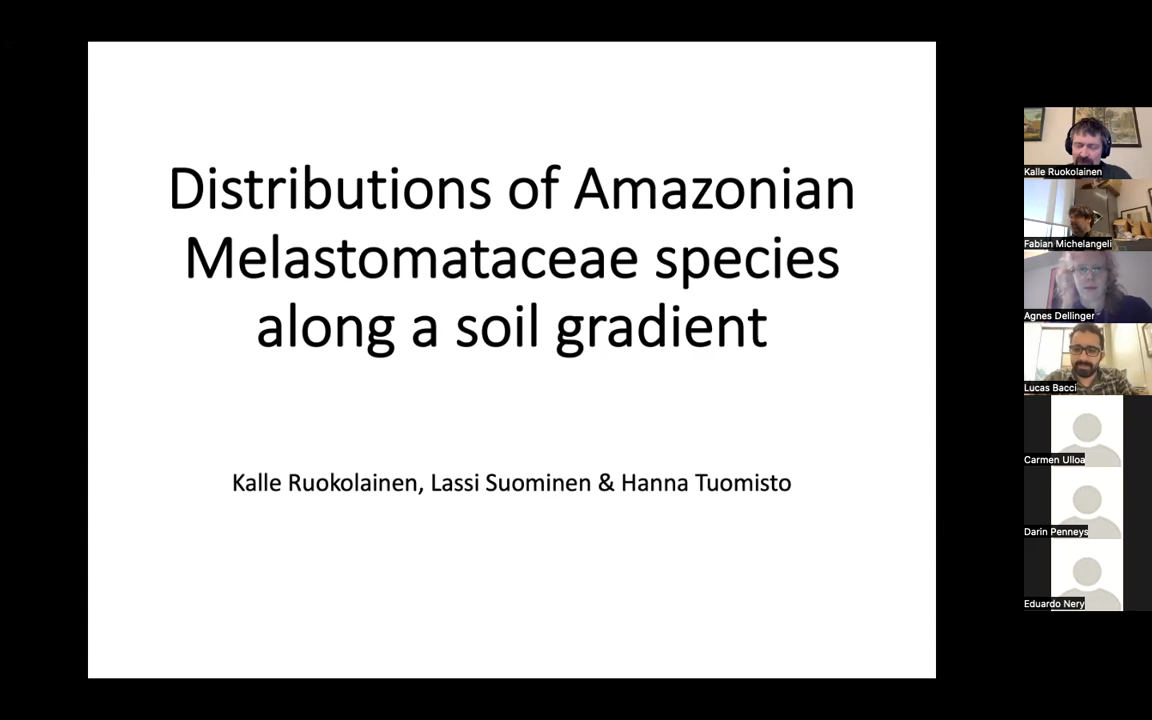 Distributions of Amazonian
Melastomataceae species
along a soil gradient
Kalle Ruokolainen, Lassi Suominen & Hanna Tuomisto
Kalle Ruokolainen
Fabian Michelangeli
Agnes Dellinger
Lucas Bacci
Carmen Ulloa
Darin Penneys
Eduardo Nery